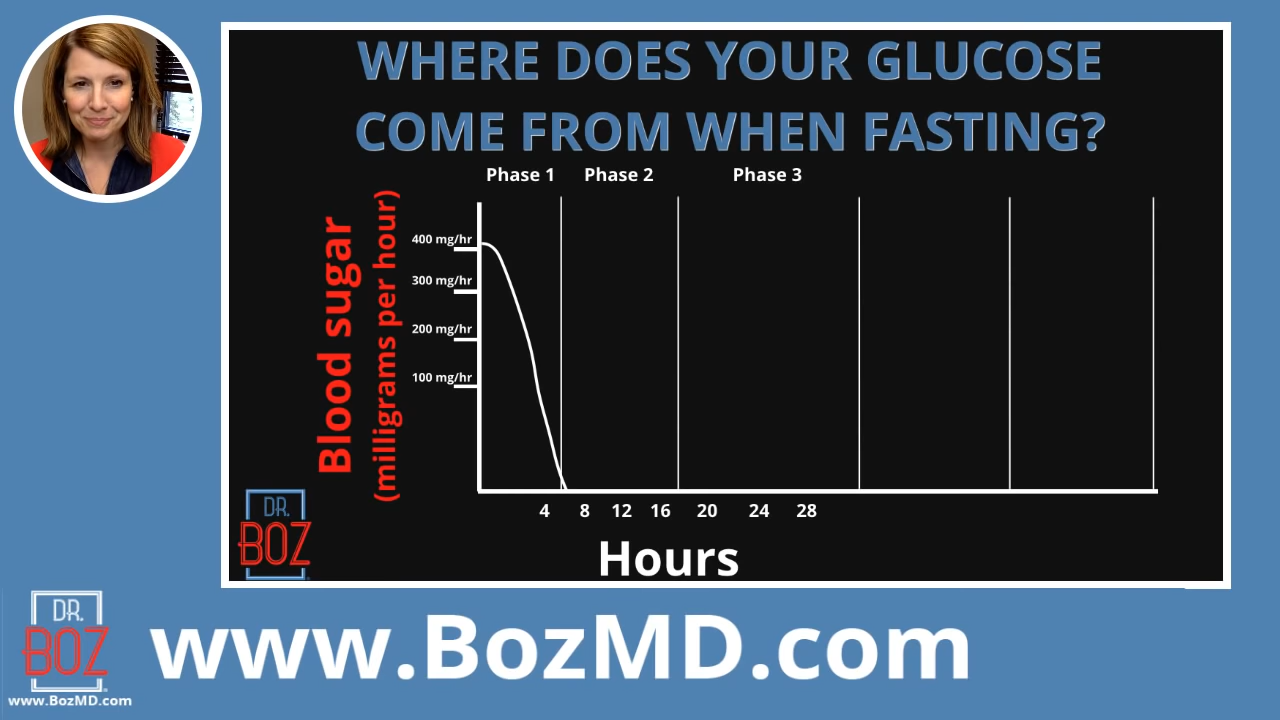 WHERE DOES YOUR GLUCOSE
COME FROM WHEN FASTING?
Phase 1 Phase 2 Phase 3
Blood sugar
(milligrams per hour)
400 mg/hr
300 mg/hr
200 mg/hr
100 mg/hr
4 8 12 16 20 24 28
Hours
DR.
BOZ
DR.
BOZ
www.BozMD.com
www.BozMD.com